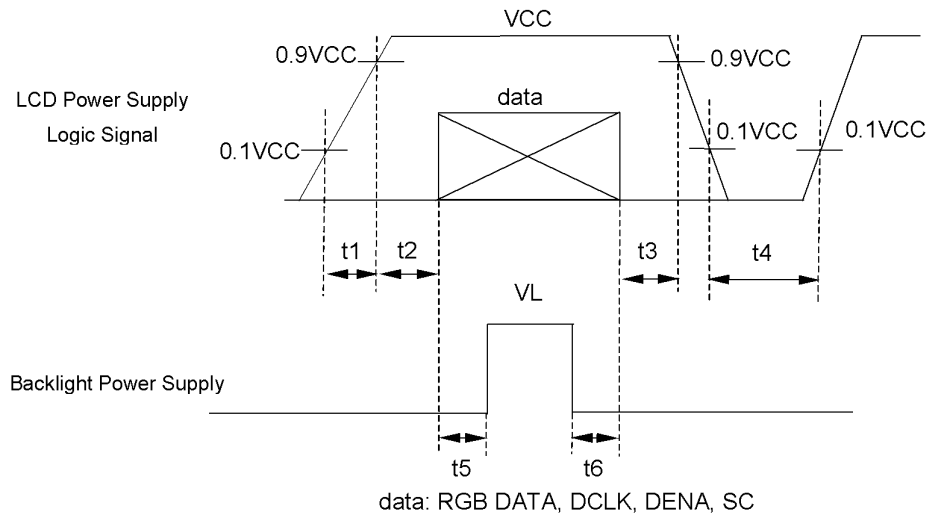 VCC
0.9VCC
0.9VCC
LCD Power Supply
Logic Signal
data
0.1VCC
0.1VCC
0.1VCC
t1
t2
t3
t4
VL
Backlight Power Supply
t5
t6
data: RGB DATA, DCLK, DENA, SC